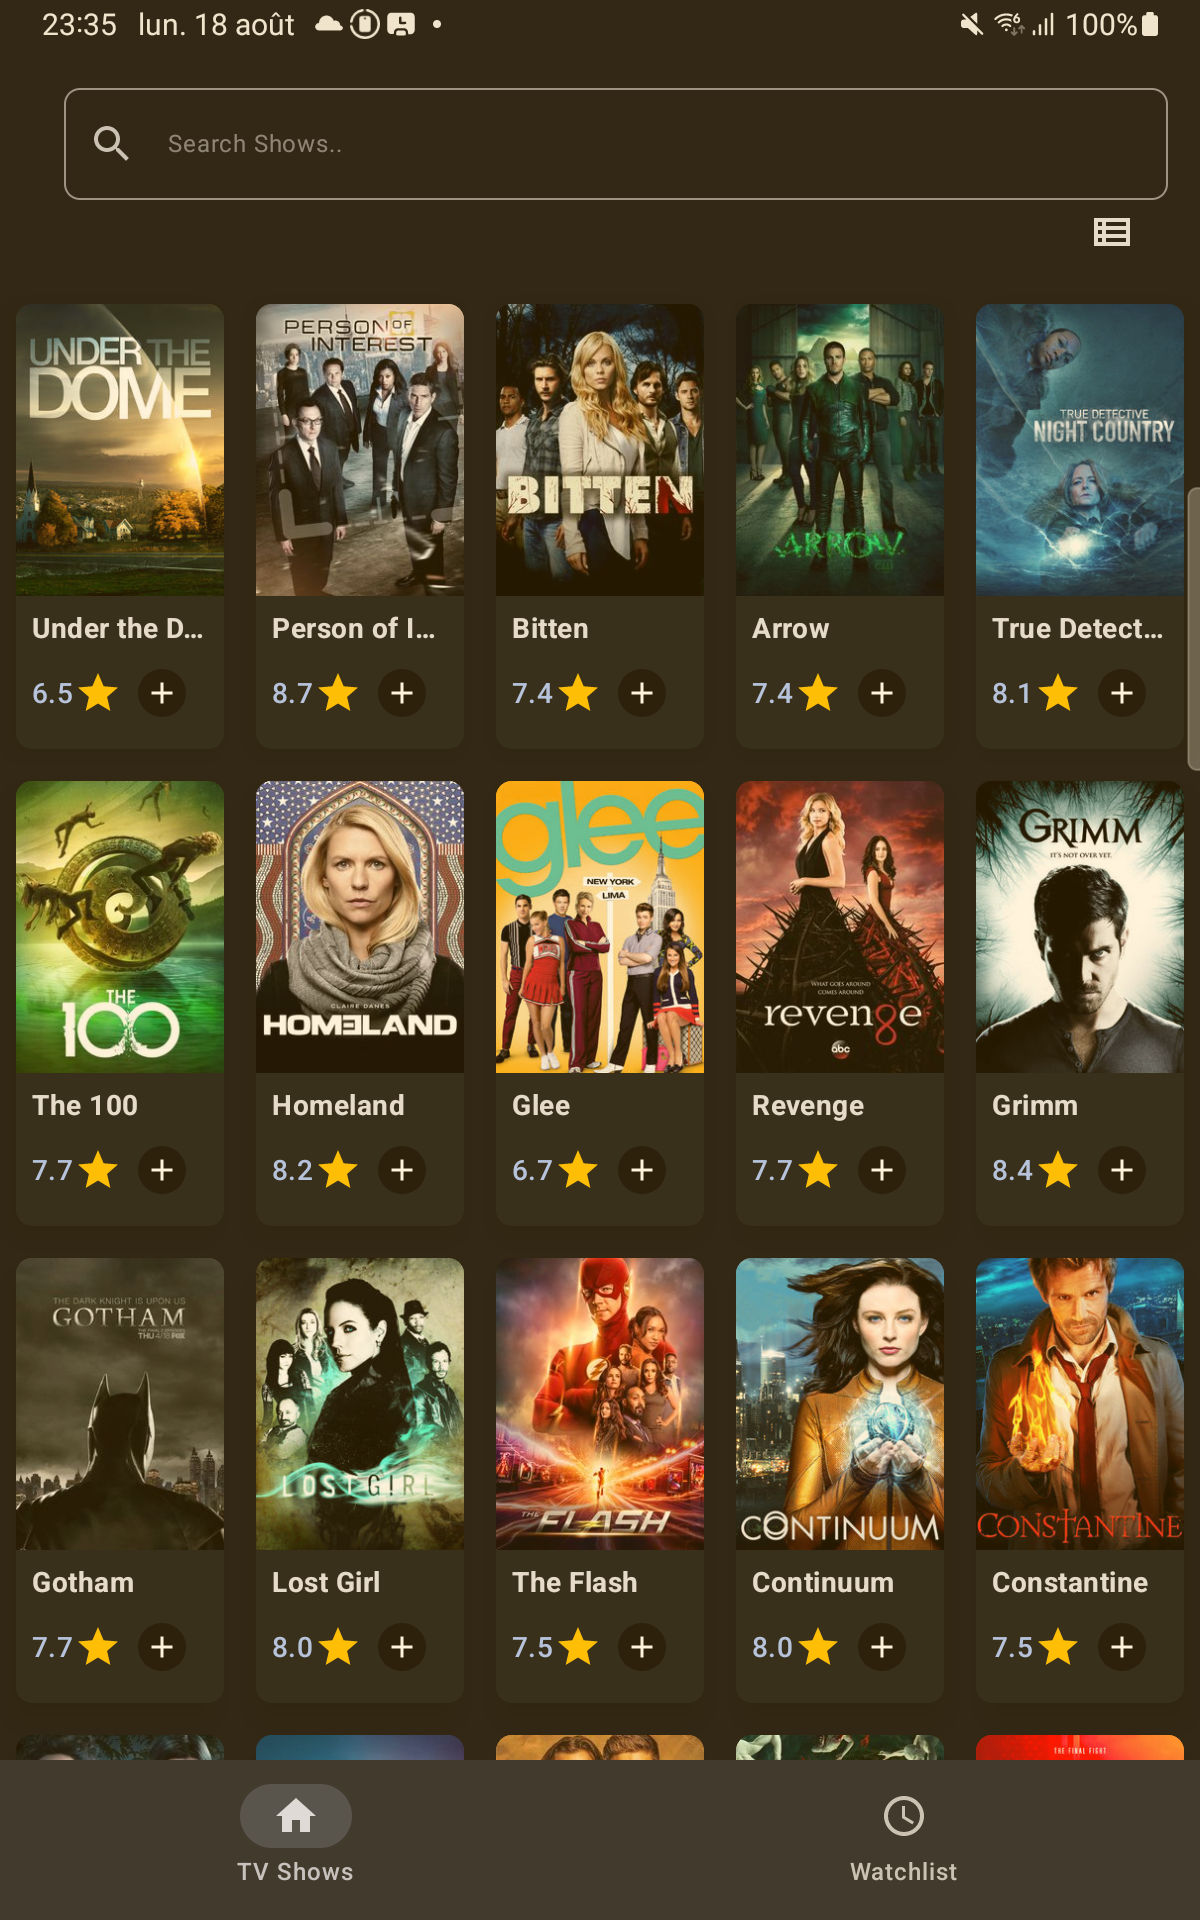 23:35 lun. 18 août
100%
Search Shows..
UNDER THE
DOME
PERSON OF
INTEREST
BITTEN
ARROW
TRUE DETECTIVE
NIGHT COUNTRY
Under the D...
Person of I...
Bitten
Arrow
True Detect...
6.5
8.7
7.4
7.4
8.1
THE
100
CLAIRE DANES
HOMELAND
glee
NEW YORK
LIMA
WHAT GOES AROUND
COMES AROUND
revenge
abc
GRIMM
IT'S NOT OVER YET.
The 100
Homeland
Glee
Revenge
Grimm
7.7
8.2
6.7
7.7
8.4
THE DARK KNIGHT IS UPON US
GOTHAM
THU 4/18 FOX
LOST GIRL
THE FLASH
CONTINUUM
CONSTANTINE
Gotham
Lost Girl
The Flash
Continuum
Constantine
7.7
8.0
7.5
8.0
7.5
THE FINAL FIGHT
TV Shows
Watchlist